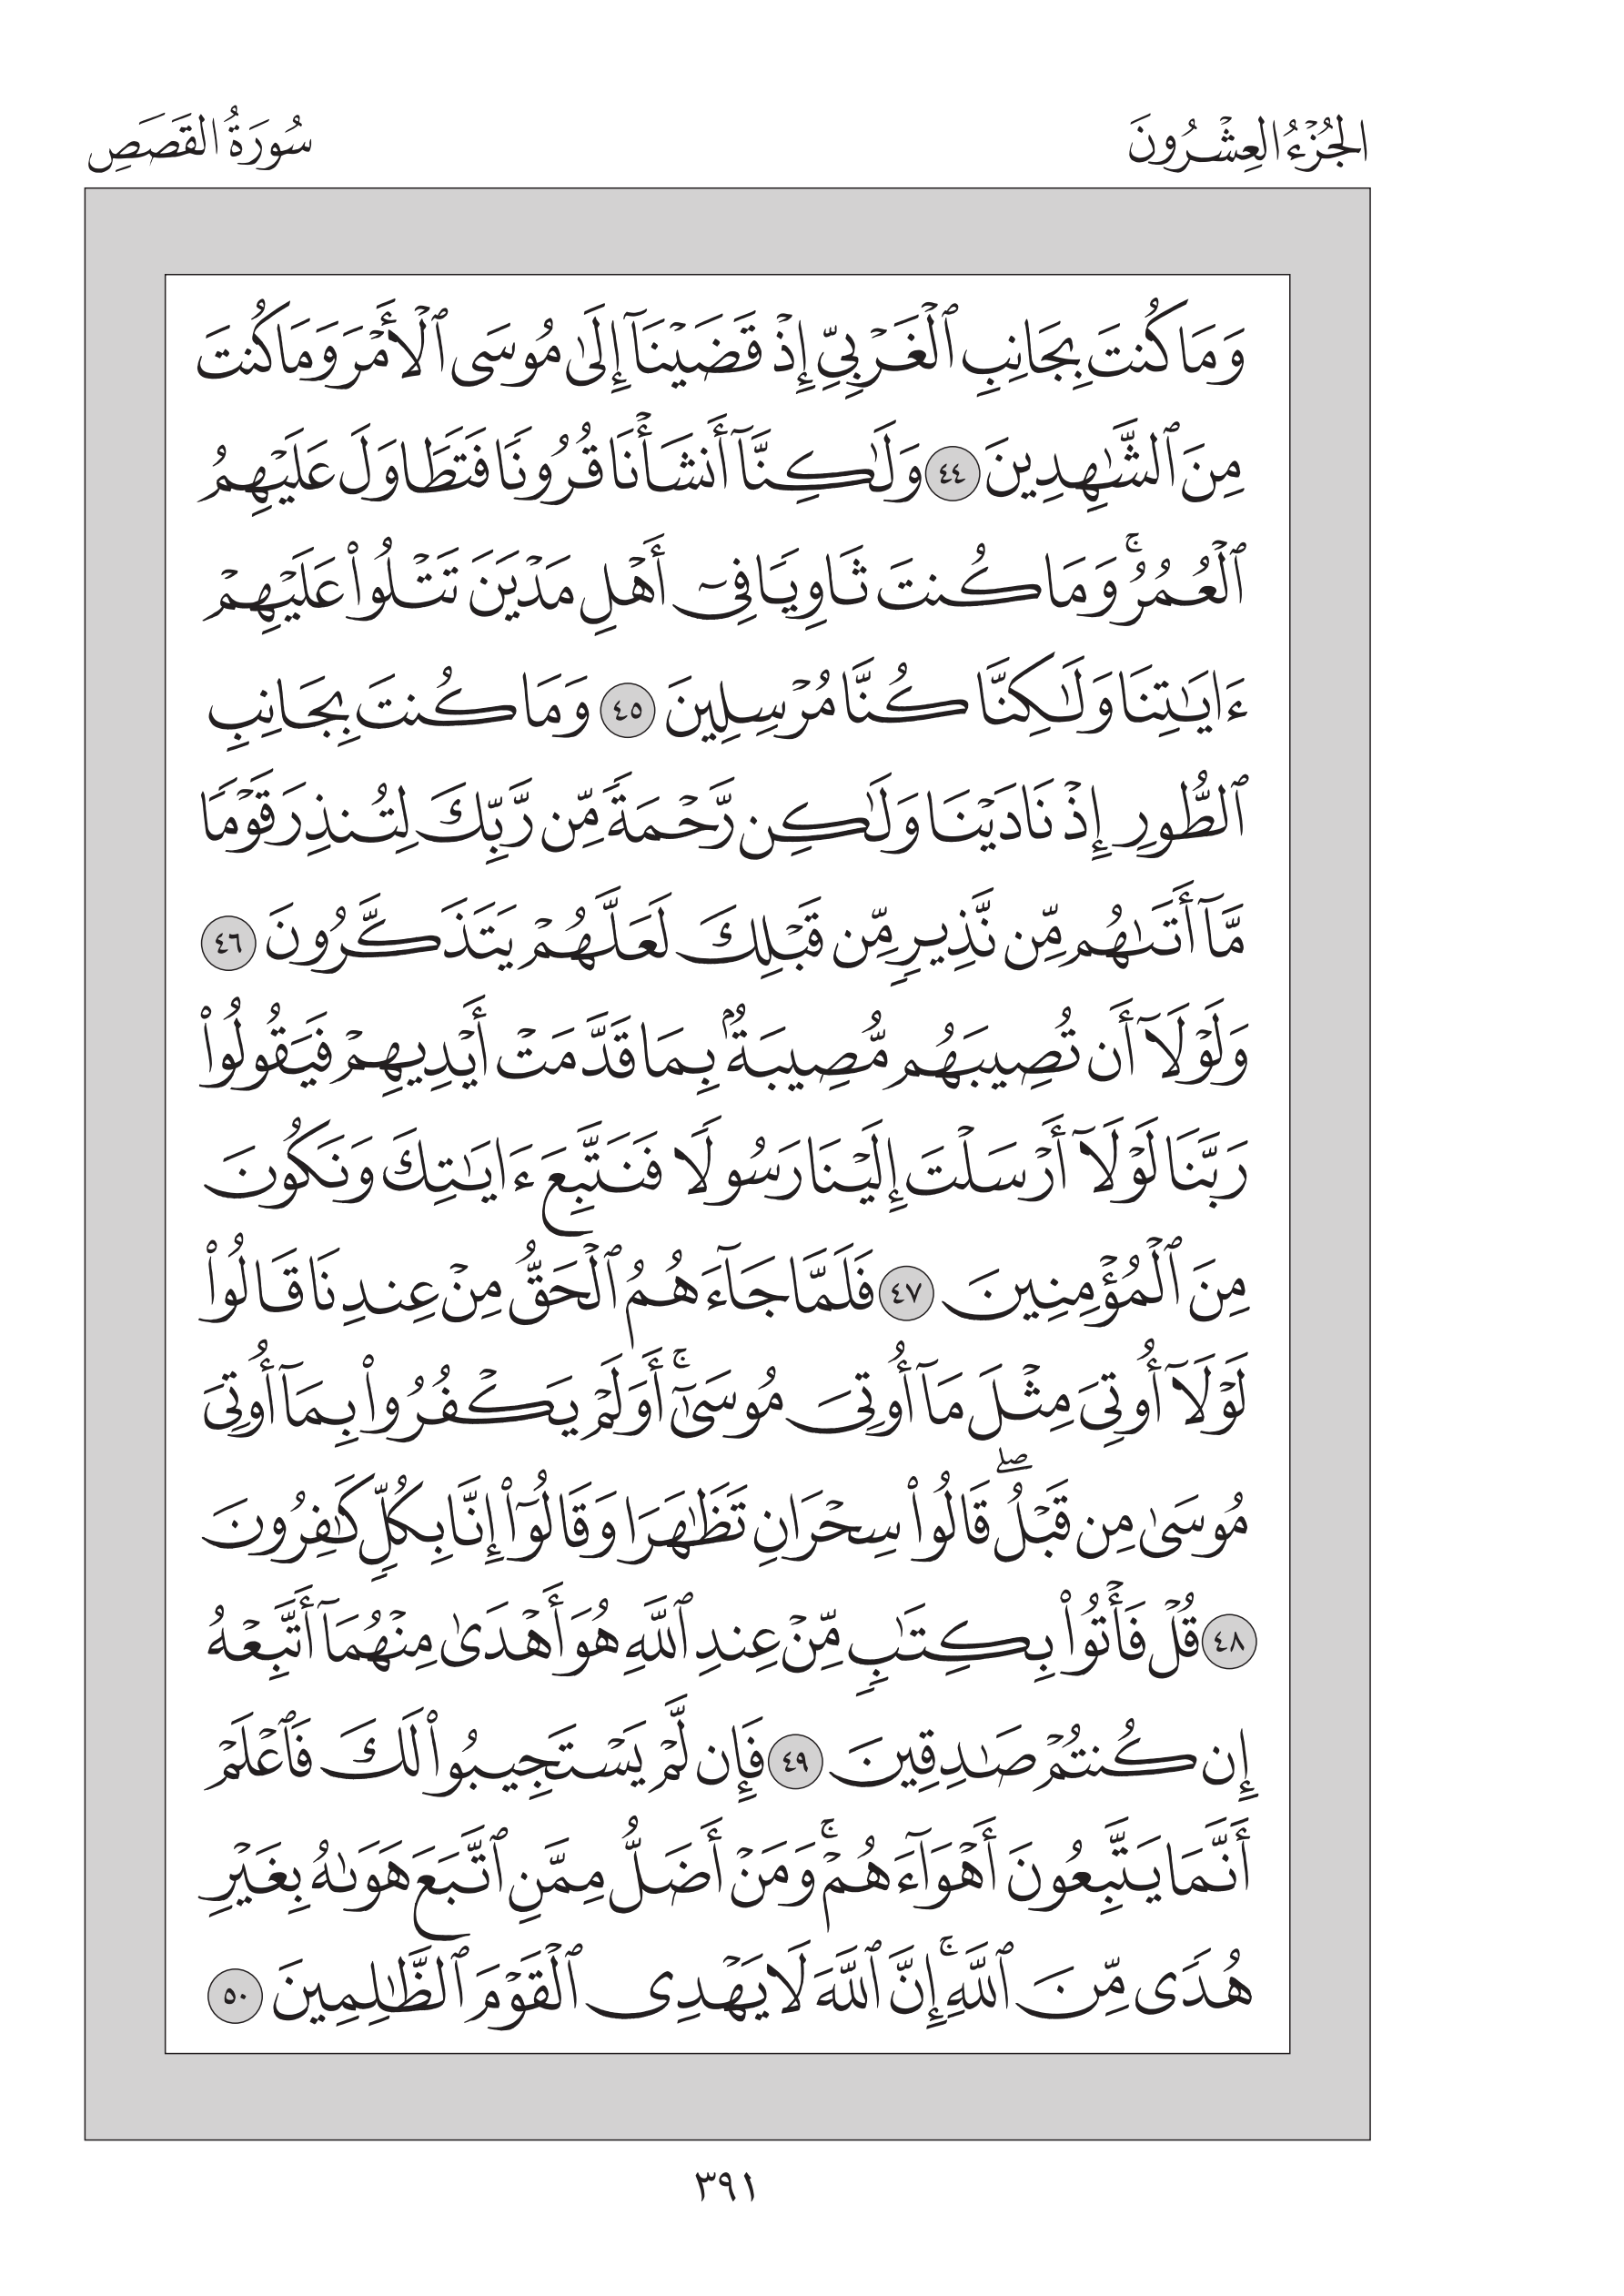 الجُزْءُ العِشْرُونَ
سُورَةُ القَصَصِ
وَمَا كُنتَ بِجَانِبِ ٱلْغَرْبِيِّ إِذْ قَضَيْنَآ إِلَىٰ مُوسَى ٱلْأَمْرَ وَمَا كُنتَ
مِنَ ٱلشَّٰهِدِينَ ٤٤ وَلَٰكِنَّآ أَنشَأْنَا قُرُونًا فَتَطَاوَلَ عَلَيْهِمُ
ٱلْعُمُرُ ۚ وَمَا كُنتَ ثَاوِيًا فِىٓ أَهْلِ مَدْيَنَ تَتْلُوا۟ عَلَيْهِمْ
ءَايَٰتِنَا وَلَٰكِنَّا كُنَّا مُرْسِلِينَ ٤٥ وَمَا كُنتَ بِجَانِبِ
ٱلطُّورِ إِذْ نَادَيْنَا وَلَٰكِن رَّحْمَةً مِّن رَّبِّكَ لِتُنذِرَ قَوْمًا
مَّآ أَتَىٰهُم مِّن نَّذِيرٍ مِّن قَبْلِكَ لَعَلَّهُمْ يَتَذَكَّرُونَ ٤٦
وَلَوْلَآ أَن تُصِيبَهُم مُّصِيبَةٌۢ بِمَا قَدَّمَتْ أَيْدِيهِمْ فَيَقُولُوا۟
رَبَّنَا لَوْلَآ أَرْسَلْتَ إِلَيْنَا رَسُولًا فَنَتَّبِعَ ءَايَٰتِكَ وَنَكُونَ
مِنَ ٱلْمُؤْمِنِينَ ٤٧ فَلَمَّا جَآءَهُمُ ٱلْحَقُّ مِنْ عِندِنَا قَالُوا۟
لَوْلَآ أُوتِىَ مِثْلَ مَآ أُوتِىَ مُوسَىٰٓ ۚ أَوَلَمْ يَكْفُرُوا۟ بِمَآ أُوتِىَ
مُوسَىٰ مِن قَبْلُ ۖ قَالُوا۟ سِحْرَانِ تَظَٰهَرَا وَقَالُوٓا۟ إِنَّا بِكُلٍّ كَٰفِرُونَ
٤٨ قُلْ فَأْتُوا۟ بِكِتَٰبٍ مِّنْ عِندِ ٱللَّهِ هُوَ أَهْدَىٰ مِنْهُمَآ أَتَّبِعْهُ
إِن كُنتُمْ صَٰدِقِينَ ٤٩ فَإِن لَّمْ يَسْتَجِيبُوا۟ لَكَ فَٱعْلَمْ
أَنَّمَا يَتَّبِعُونَ أَهْوَآءَهُمْ ۚ وَمَنْ أَضَلُّ مِمَّنِ ٱتَّبَعَ هَوَىٰهُ بِغَيْرِ
هُدًى مِّنَ ٱللَّهِ ۚ إِنَّ ٱللَّهَ لَا يَهْدِى ٱلْقَوْمَ ٱلظَّٰلِمِينَ ٥٠
٣٩١